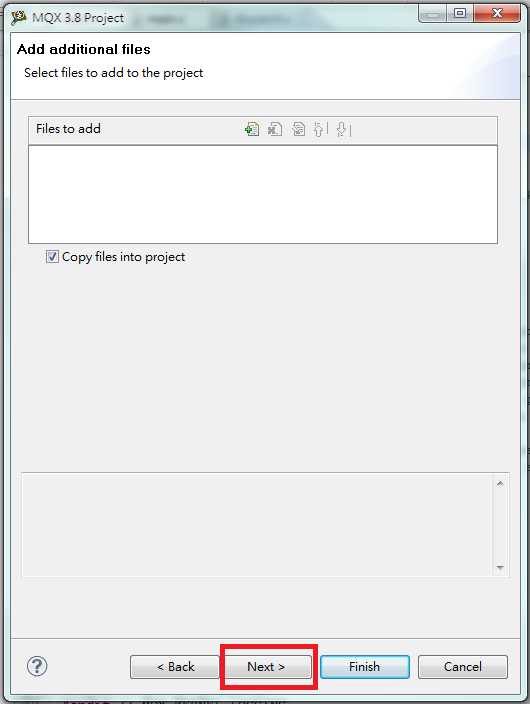 MQX 3.8 Project
Add additional files
Select files to add to the project
Files to add
Copy files into project
? < Back Next > Finish Cancel